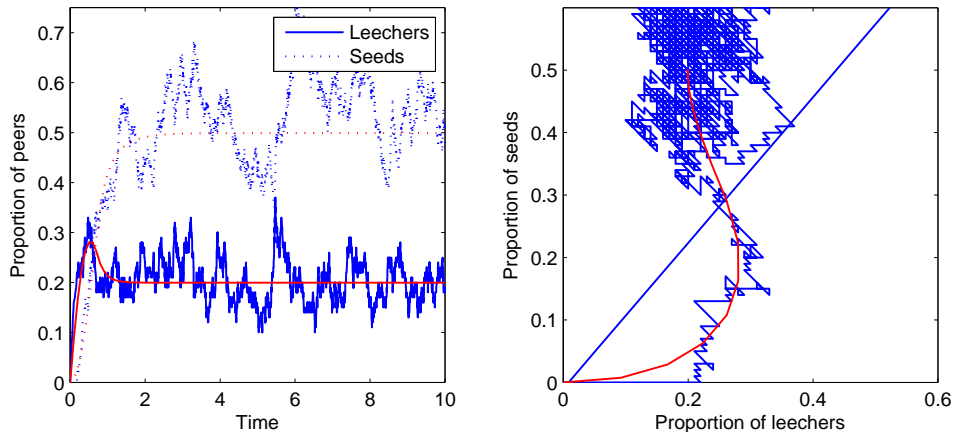 Proportion of peers
0.7
0.6
0.5
0.4
0.3
0.2
0.1
0
Leechers
Seeds
0 2 4 6 8 10
Time
Proportion of seeds
0.5
0.4
0.3
0.2
0.1
0
0 0.2 0.4 0.6
Proportion of leechers